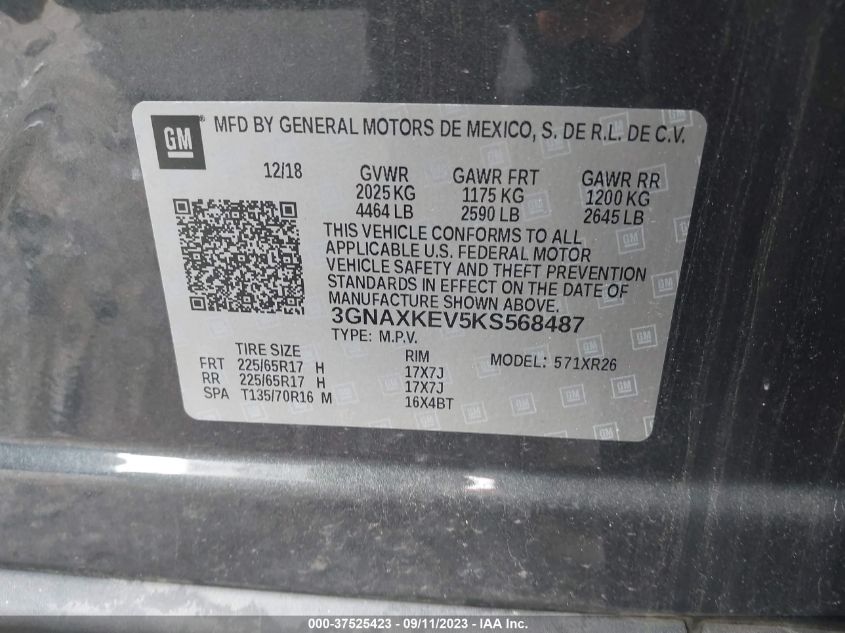 GM ® MFD BY GENERAL MOTORS DE MEXICO, S. DE R.L. DE C.V.
12/18 GVWR GAWR FRT GAWR RR
2025 KG 1175 KG 1200 KG
4464 LB 2590 LB 2645 LB
THIS VEHICLE CONFORMS TO ALL
APPLICABLE U.S. FEDERAL MOTOR
VEHICLE SAFETY AND THEFT PREVENTION
STANDARDS IN EFFECT ON THE DATE OF
MANUFACTURE SHOWN ABOVE.
3GNAXKEV5KS568487
TYPE: M.P.V.
TIRE SIZE RIM MODEL: 571XR26
FRT 225/65R17 H 17X7J
RR 225/65R17 H 17X7J
SPA T135/70R16 M 16X4BT
000-37525423 - 09/11/2023 - IAA Inc.